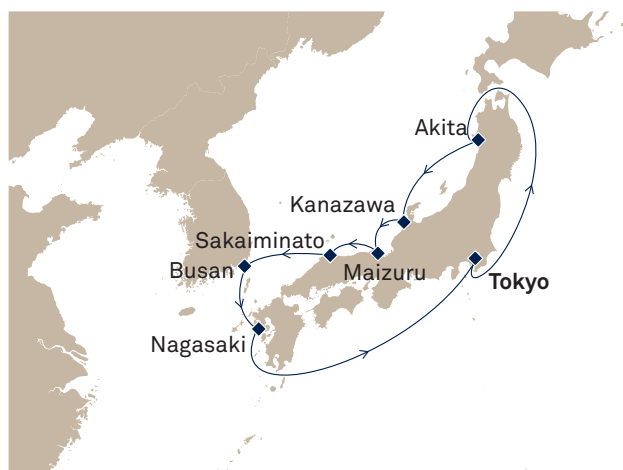 Akita
Kanazawa
Sakaiminato
Busan
Maizuru
Tokyo
Nagasaki